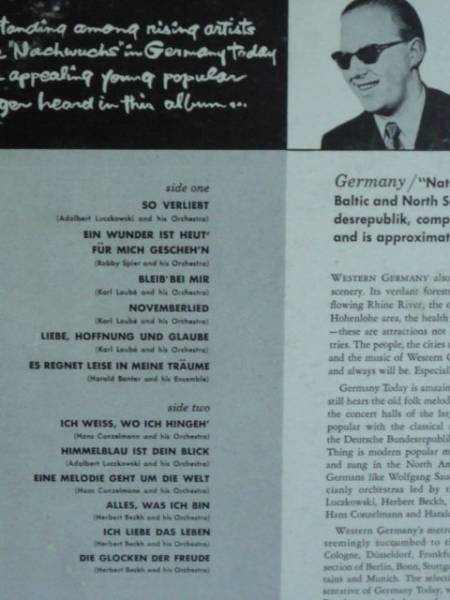 tanding among rising artists
"Nachwuchs" in Germany today
appealing young popular
ger heard in this album...
side one
SO VERLIEBT
(Adalbert Luczkowski and his Orchestra)
EIN WUNDER IST HEUT'
FÜR MICH GESCHEH'N
(Robby Spier and his Orchestra)
BLEIB' BEI MIR
(Karl Loubé and his Orchestra)
NOVEMBERLIED
(Karl Loubé and his Orchestra)
LIEBE, HOFFNUNG UND GLAUBE
(Karl Loubé and his Orchestra)
ES REGNET LEISE IN MEINE TRÄUME
(Harald Banter and his Ensemble)
side two
ICH WEISS, WO ICH HINGEH'
(Hans Conzelmann and his Orchestra)
HIMMELBLAU IST DEIN BLICK
(Adalbert Luczkowski and his Orchestra)
EINE MELODIE GEHT UM DIE WELT
(Hans Conzelmann and his Orchestra)
ALLES, WAS ICH BIN
(Herbert Beckh and his Orchestra)
ICH LIEBE DAS LEBEN
(Herbert Beckh and his Orchestra)
DIE GLOCKEN DER FREUDE
(Herbert Beckh and his Orchestra)
Germany/"Nat
Baltic and North S
desrepublik, comp
and is approximat
WESTERN GERMANY also
scenery. Its verdant forest
flowing Rhine River, the
Hohenlohe area, the health
—these are attractions not
tries. The people, the cities
and the music of Western G
and always will be. Especial
Germany Today is amazin
still hears the old folk melod
the concert halls of the lar
popular with the classical
the Deutsche Bundesrepublik
Thing is modern popular m
and sung in the North Am
Germans like Wolfgang Sau
cianly orchestras led by
Luczkowski, Herbert Beckh,
Hans Conzelmann and Haral
Western Germany's metro
seemingly succumbed to th
Cologne, Düsseldorf, Frankfu
section of Berlin, Bonn, Stuttga
tains and Munich. The selecti
sentative of Germany Today, w